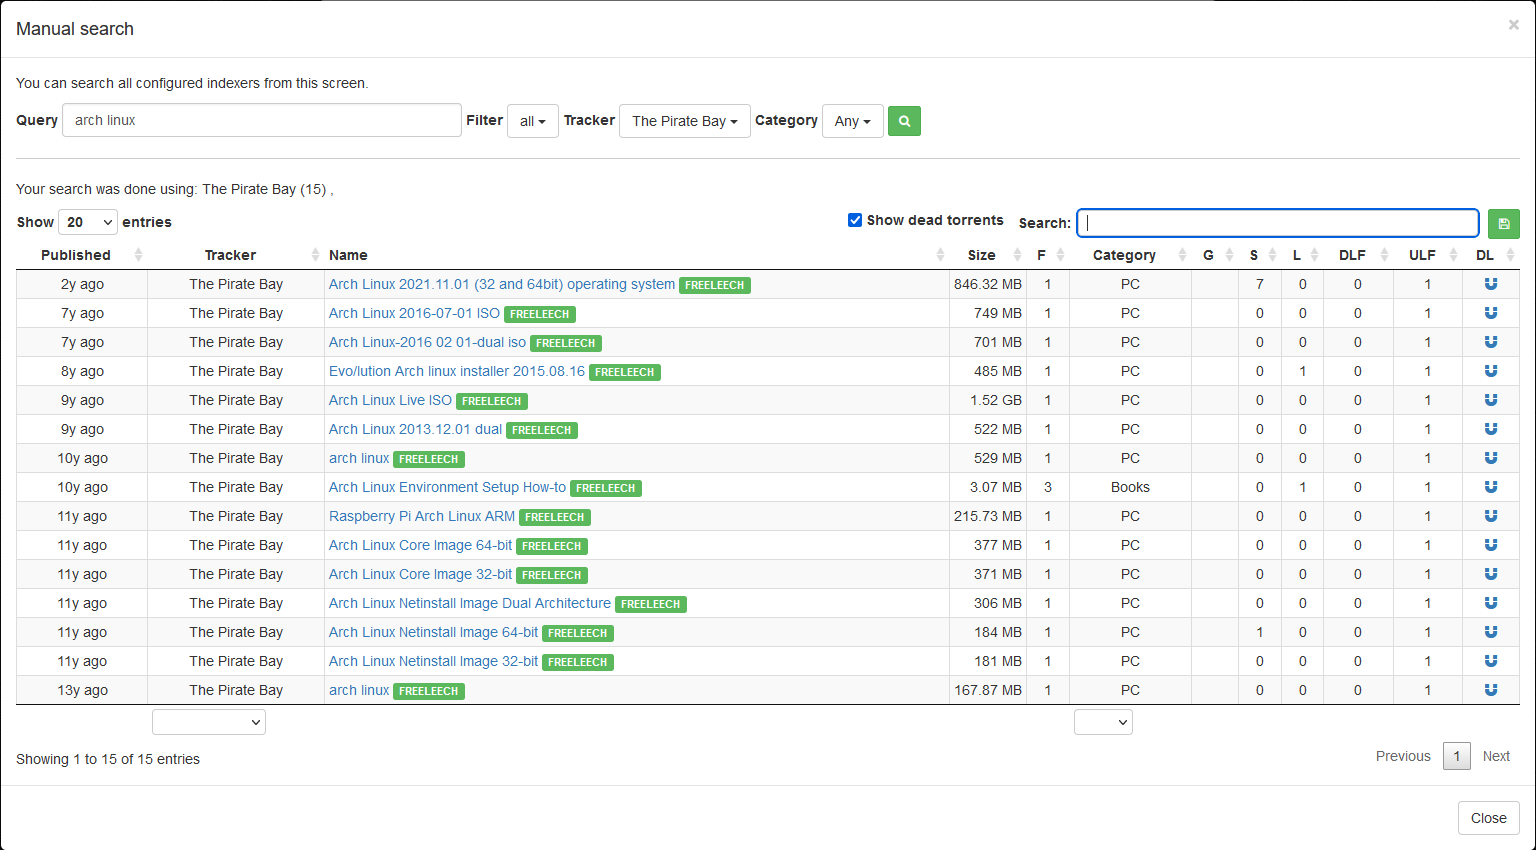 Manual search ×
You can search all configured indexers from this screen.
Query arch linux Filter all Tracker The Pirate Bay Category Any
Your search was done using: The Pirate Bay (15) ,
Show 20 entries Show dead torrents Search:
Published Tracker Name Size F Category G S L DLF ULF DL
2y ago The Pirate Bay Arch Linux 2021.11.01 (32 and 64bit) operating system FREELEECH 846.32 MB 1 PC 7 0 0 1
7y ago The Pirate Bay Arch Linux 2016-07-01 ISO FREELEECH 749 MB 1 PC 0 0 0 1
7y ago The Pirate Bay Arch Linux-2016 02 01-dual iso FREELEECH 701 MB 1 PC 0 0 0 1
8y ago The Pirate Bay Evo/lution Arch linux installer 2015.08.16 FREELEECH 485 MB 1 PC 0 1 0 1
9y ago The Pirate Bay Arch Linux Live ISO FREELEECH 1.52 GB 1 PC 0 0 0 1
9y ago The Pirate Bay Arch Linux 2013.12.01 dual FREELEECH 522 MB 1 PC 0 0 0 1
10y ago The Pirate Bay arch linux FREELEECH 529 MB 1 PC 0 0 0 1
10y ago The Pirate Bay Arch Linux Environment Setup How-to FREELEECH 3.07 MB 3 Books 0 1 0 1
11y ago The Pirate Bay Raspberry Pi Arch Linux ARM FREELEECH 215.73 MB 1 PC 0 0 0 1
11y ago The Pirate Bay Arch Linux Core Image 64-bit FREELEECH 377 MB 1 PC 0 0 0 1
11y ago The Pirate Bay Arch Linux Core Image 32-bit FREELEECH 371 MB 1 PC 0 0 0 1
11y ago The Pirate Bay Arch Linux Netinstall Image Dual Architecture FREELEECH 306 MB 1 PC 0 0 0 1
11y ago The Pirate Bay Arch Linux Netinstall Image 64-bit FREELEECH 184 MB 1 PC 1 0 0 1
11y ago The Pirate Bay Arch Linux Netinstall Image 32-bit FREELEECH 181 MB 1 PC 0 0 0 1
13y ago The Pirate Bay arch linux FREELEECH 167.87 MB 1 PC 0 0 0 1
Showing 1 to 15 of 15 entries Previous 1 Next
Close